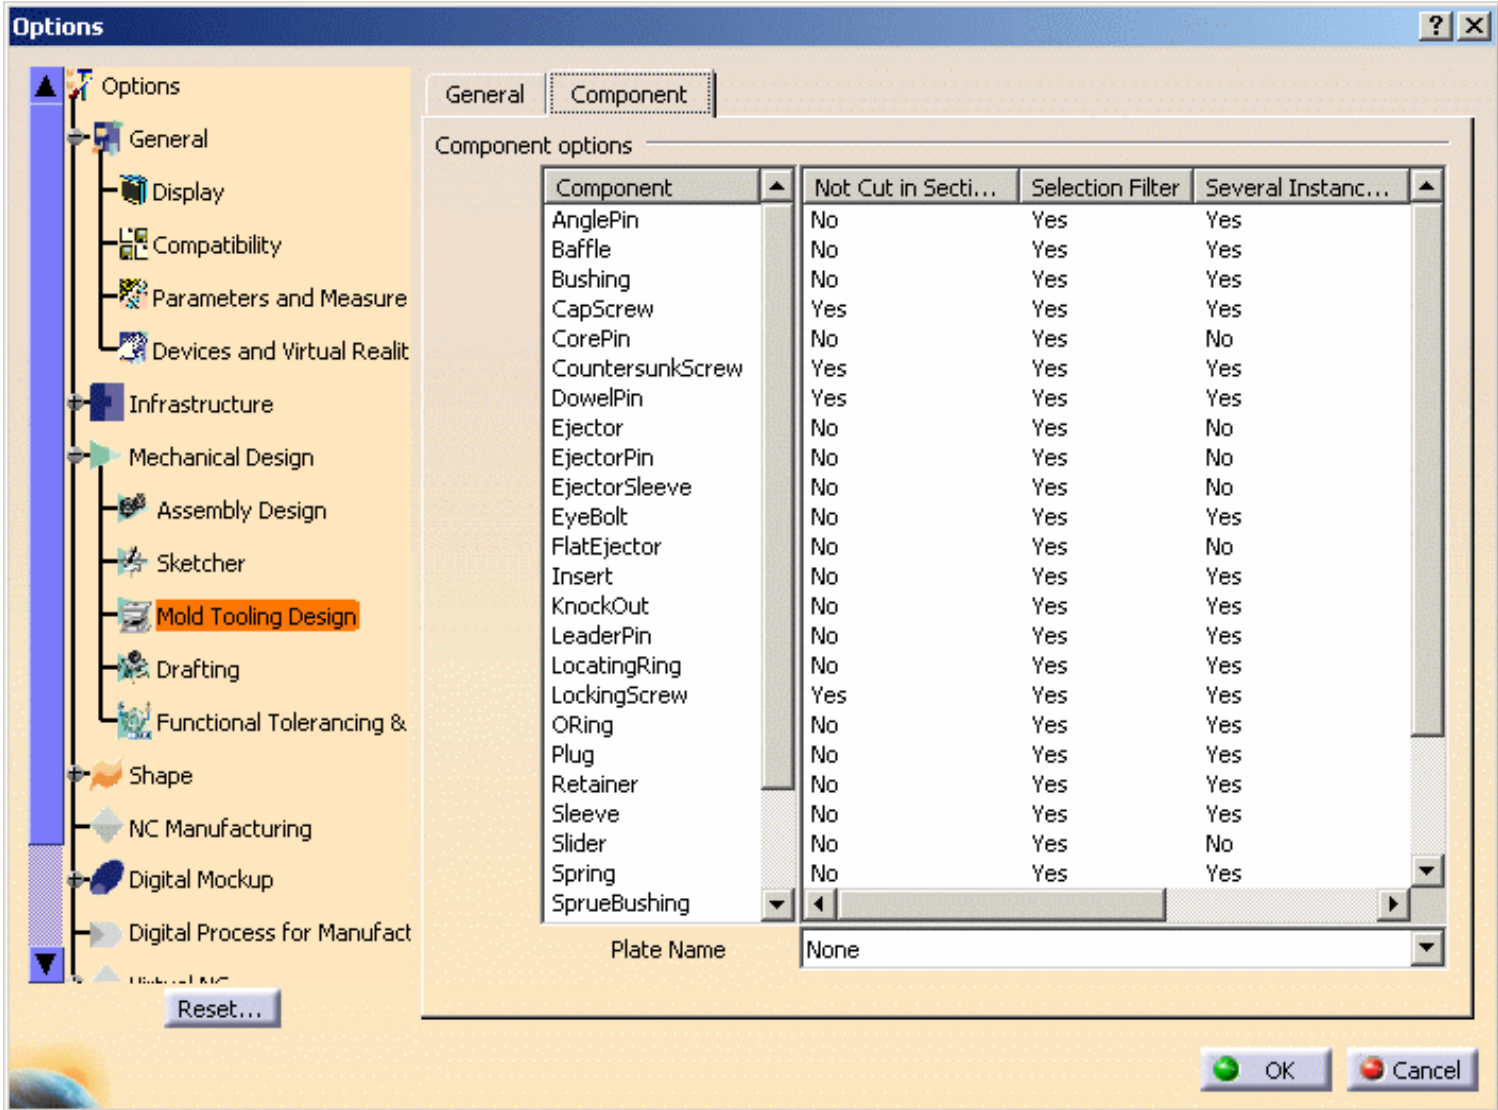 Options
Options
General
Display
Compatibility
Parameters and Measure
Devices and Virtual Realit
Infrastructure
Mechanical Design
Assembly Design
Sketcher
Mold Tooling Design
Drafting
Functional Tolerancing &
Shape
NC Manufacturing
Digital Mockup
Digital Process for Manufact
Reset...
General Component
Component options
Component Not Cut in Secti... Selection Filter Several Instanc...
AnglePin No Yes Yes
Baffle No Yes Yes
Bushing No Yes Yes
CapScrew Yes Yes Yes
CorePin No Yes No
CountersunkScrew Yes Yes Yes
DowelPin Yes Yes Yes
Ejector No Yes No
EjectorPin No Yes No
EjectorSleeve No Yes No
EyeBolt No Yes Yes
FlatEjector No Yes No
Insert No Yes Yes
KnockOut No Yes Yes
LeaderPin No Yes Yes
LocatingRing No Yes Yes
LockingScrew Yes Yes Yes
ORing No Yes Yes
Plug No Yes Yes
Retainer No Yes Yes
Sleeve No Yes Yes
Slider No Yes No
Spring No Yes Yes
SprueBushing
Plate Name None
OK Cancel